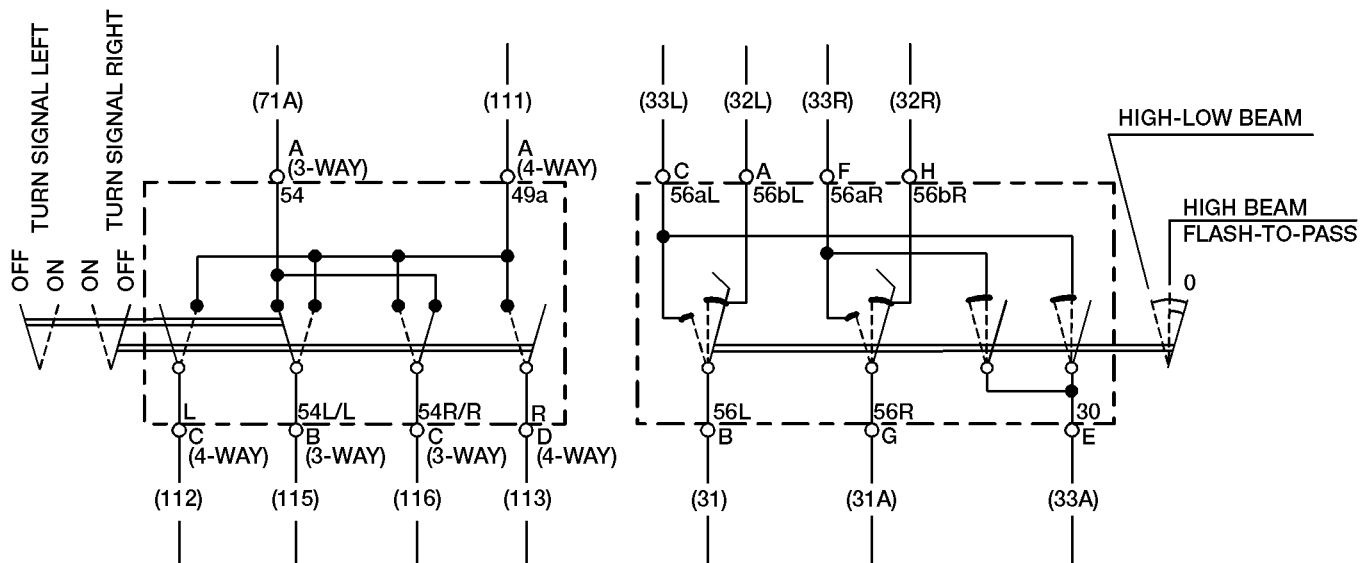 TURN SIGNAL LEFT
TURN SIGNAL RIGHT
OFF
ON
ON
OFF
(71A)
(111)
(33L)
(32L)
(33R)
(32R)
HIGH-LOW BEAM
A
(3-WAY)
A
(4-WAY)
C
A
F
H
54
49a
56aL
56bL
56aR
56bR
HIGH BEAM
FLASH-TO-PASS
0
L
54L/L
54R/R
R
56L
56R
30
C
(4-WAY)
B
(3-WAY)
C
(3-WAY)
D
(4-WAY)
B
G
E
(112)
(115)
(116)
(113)
(31)
(31A)
(33A)